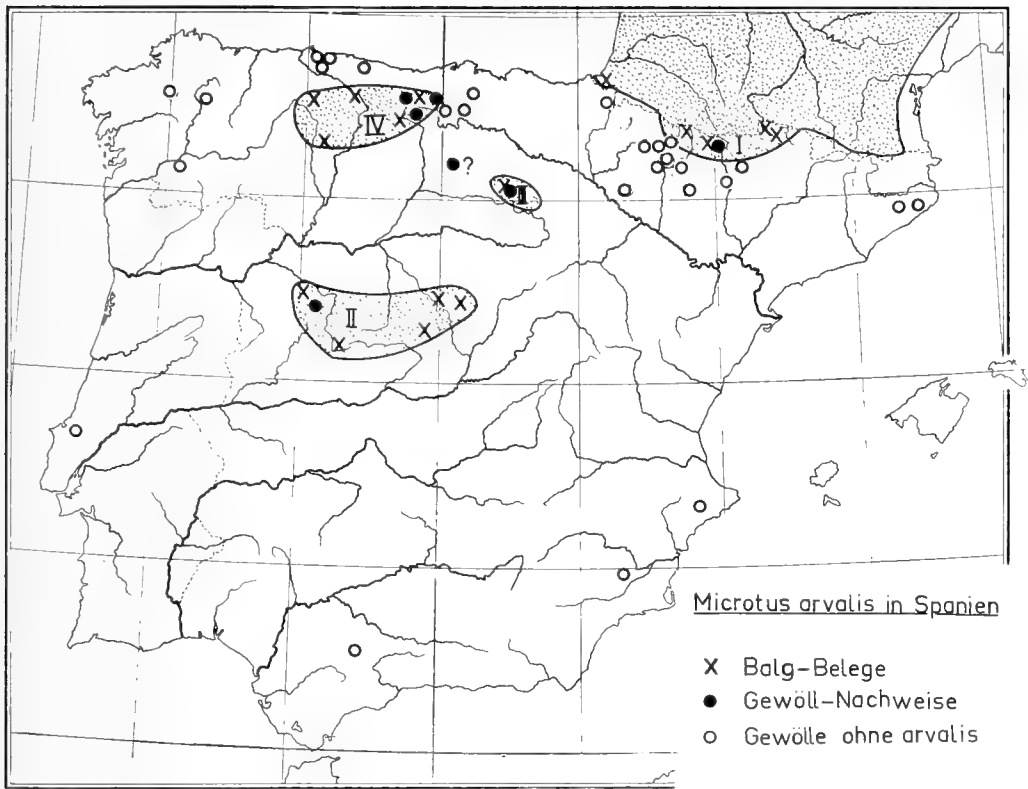 IV
?
I
II
Microtus arvalis in Spanien
X Balg-Belege
● Gewöll-Nachweise
○ Gewölle ohne arvalis